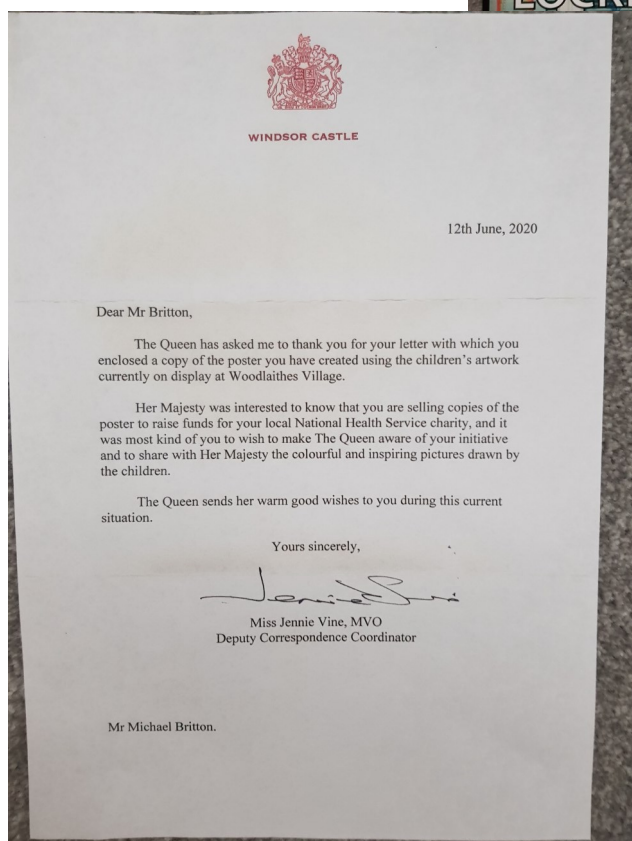 WINDSOR CASTLE
12th June, 2020
Dear Mr Britton,
The Queen has asked me to thank you for your letter with which you
enclosed a copy of the poster you have created using the children's artwork
currently on display at Woodlaithes Village.
Her Majesty was interested to know that you are selling copies of the
poster to raise funds for your local National Health Service charity, and it
was most kind of you to wish to make The Queen aware of your initiative
and to share with Her Majesty the colourful and inspiring pictures drawn by
the children.
The Queen sends her warm good wishes to you during this current
situation.
Yours sincerely,
Miss Jennie Vine, MVO
Deputy Correspondence Coordinator
Mr Michael Britton.